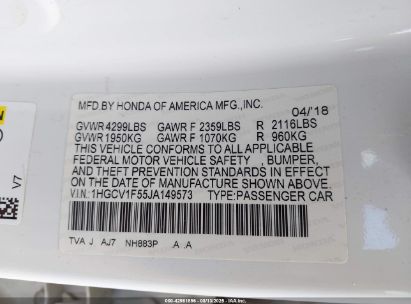 MFD.BY HONDA OF AMERICA MFG.,INC. 04/'18
GVWR 4299LBS GAWR F 2359LBS R 2116LBS
GVWR 1950KG GAWR F 1070KG R 960KG
THIS VEHICLE CONFORMS TO ALL APPLICABLE
FEDERAL MOTOR VEHICLE SAFETY , BUMPER,
AND THEFT PREVENTION STANDARDS IN EFFECT
ON THE DATE OF MANUFACTURE SHOWN ABOVE.
V.I.N:1HGCV1F55JA149573 TYPE:PASSENGER CAR
TVA J AJ7 NH883P A .A
V7